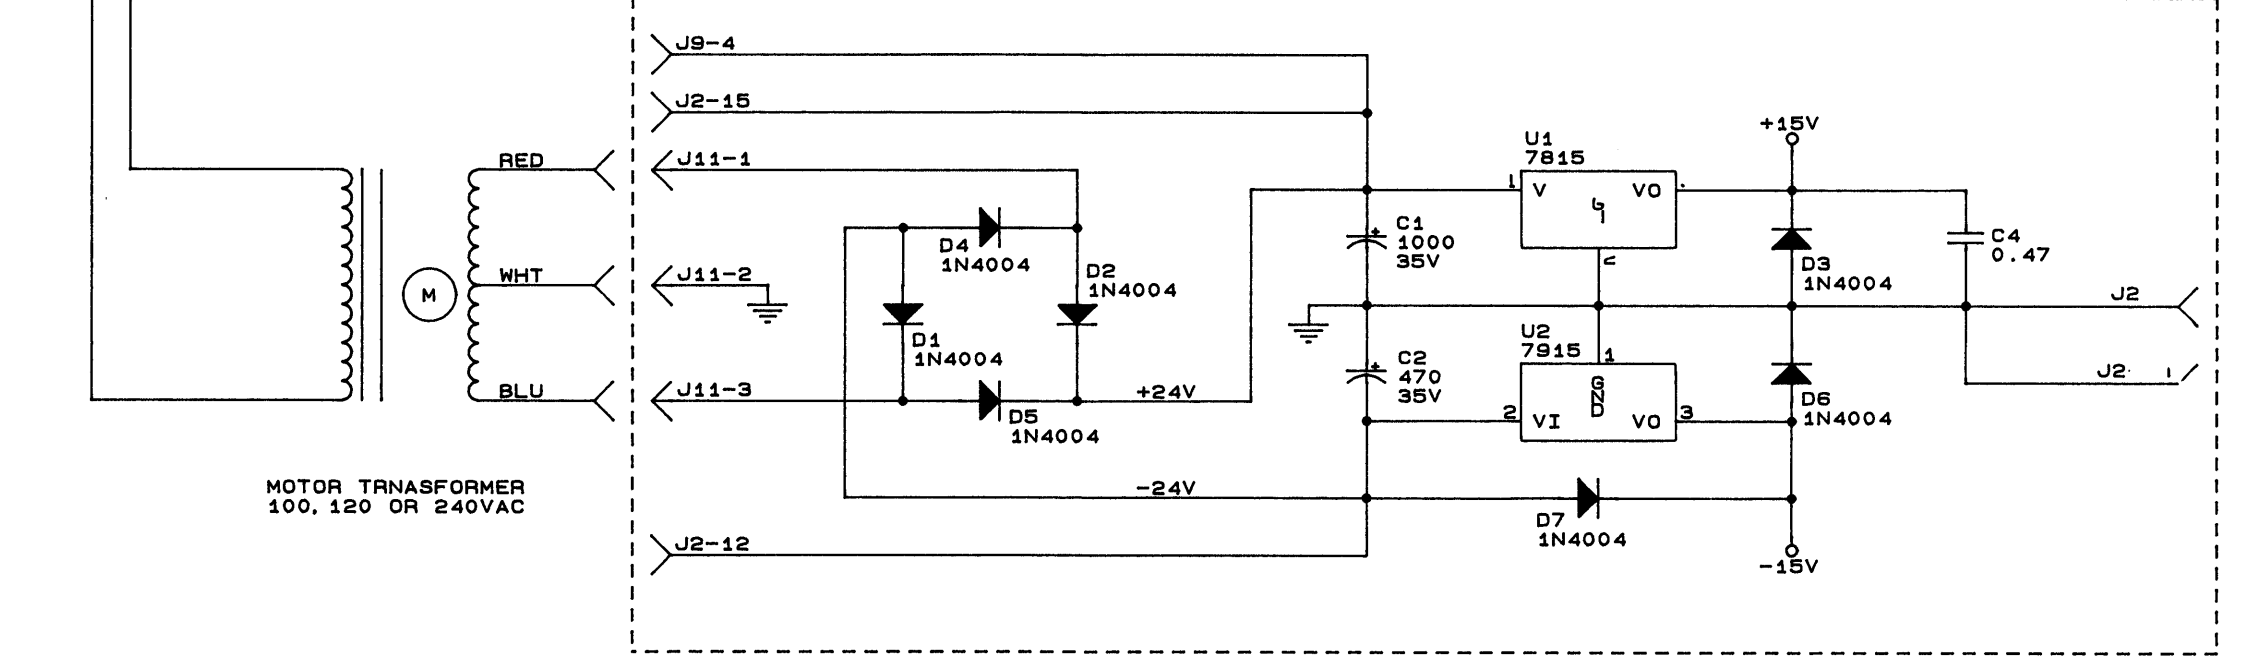 J9-4
J2-15
+15V
U1
7815
RED
J11-1
1
V
VO
C1
1000
35V
D4
1N4004
C4
0.47
WHT
J11-2
D2
1N4004
D3
1N4004
M
J2
D1
1N4004
U2
7915
1
C2
470
35V
GND
BLU
J11-3
+24V
D5
1N4004
2
VI
VO
3
D6
1N4004
J2
MOTOR TRNASFORMER
100, 120 OR 240VAC
-24V
D7
1N4004
J2-12
-15V